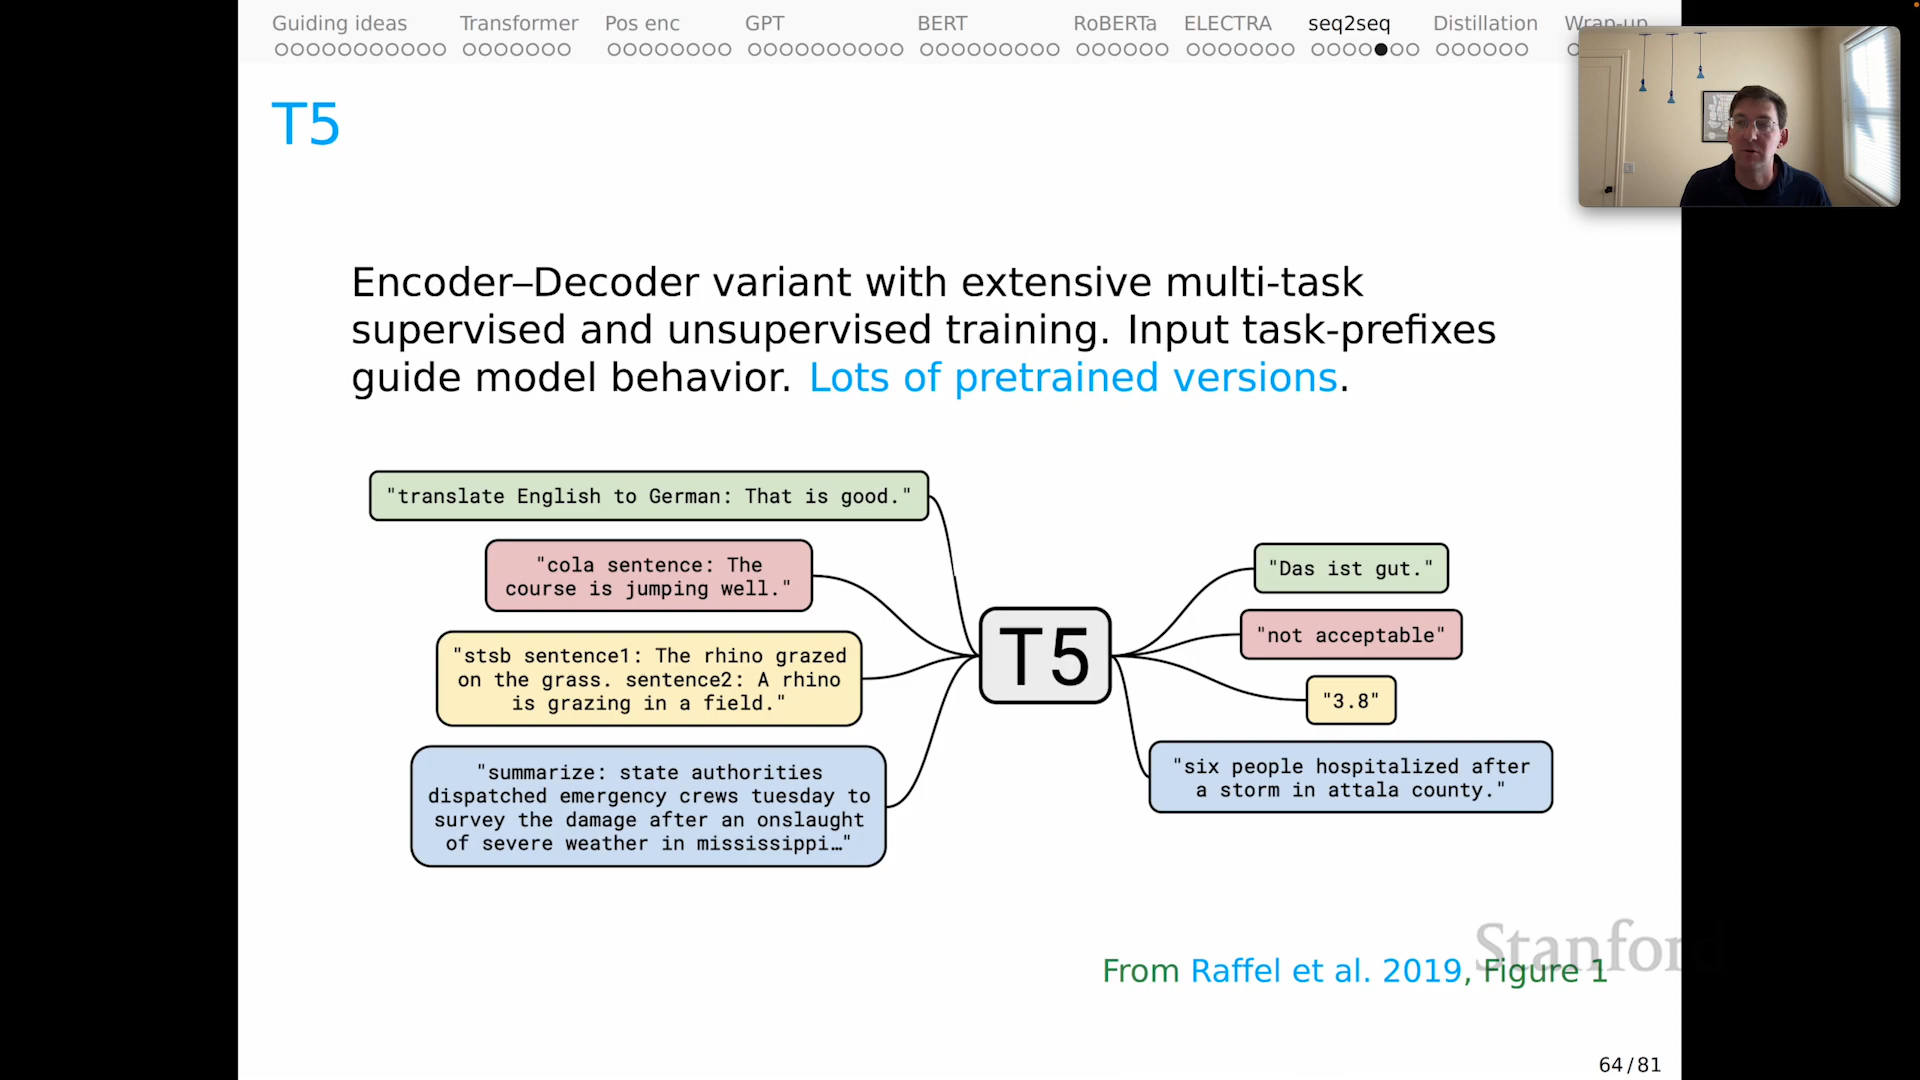 Guiding ideas Transformer Pos enc GPT BERT RoBERTa ELECTRA seq2seq Distillation Wrap-up
T5
Encoder–Decoder variant with extensive multi-task
supervised and unsupervised training. Input task-prefixes
guide model behavior. Lots of pretrained versions.
"translate English to German: That is good."
"cola sentence: The
course is jumping well."
"stsb sentence1: The rhino grazed
on the grass. sentence2: A rhino
is grazing in a field."
"summarize: state authorities
dispatched emergency crews tuesday to
survey the damage after an onslaught
of severe weather in mississippi…"
T5
"Das ist gut."
"not acceptable"
"3.8"
"six people hospitalized after
a storm in attala county."
Stanford
From Raffel et al. 2019, Figure 1
64/81